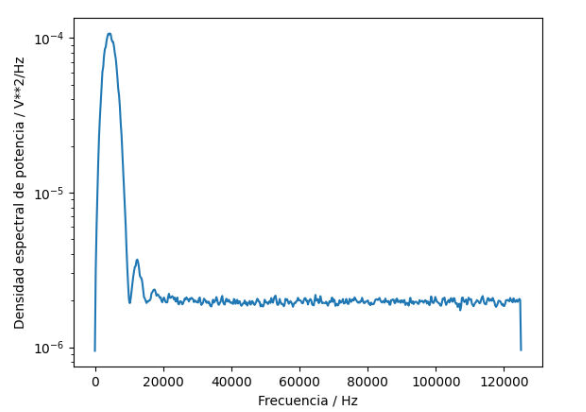 10⁻⁴
10⁻⁵
10⁻⁶
Densidad espectral de potencia / V**2/Hz
0 20000 40000 60000 80000 100000 120000
Frecuencia / Hz